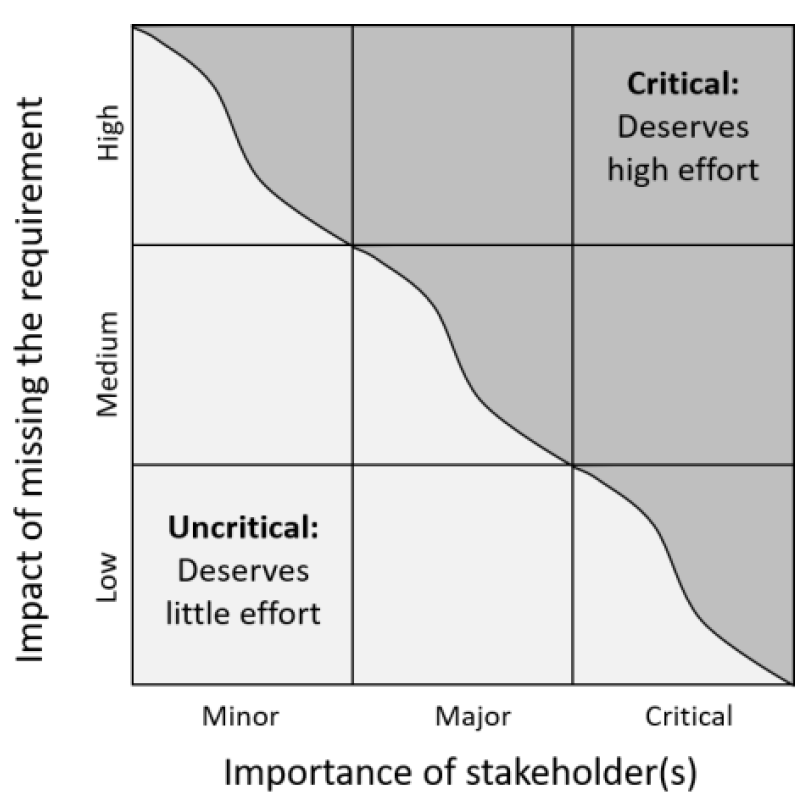 Impact of missing the requirement
High
Medium
Low
Critical:
Deserves
high effort
Uncritical:
Deserves
little effort
Minor
Major
Critical
Importance of stakeholder(s)